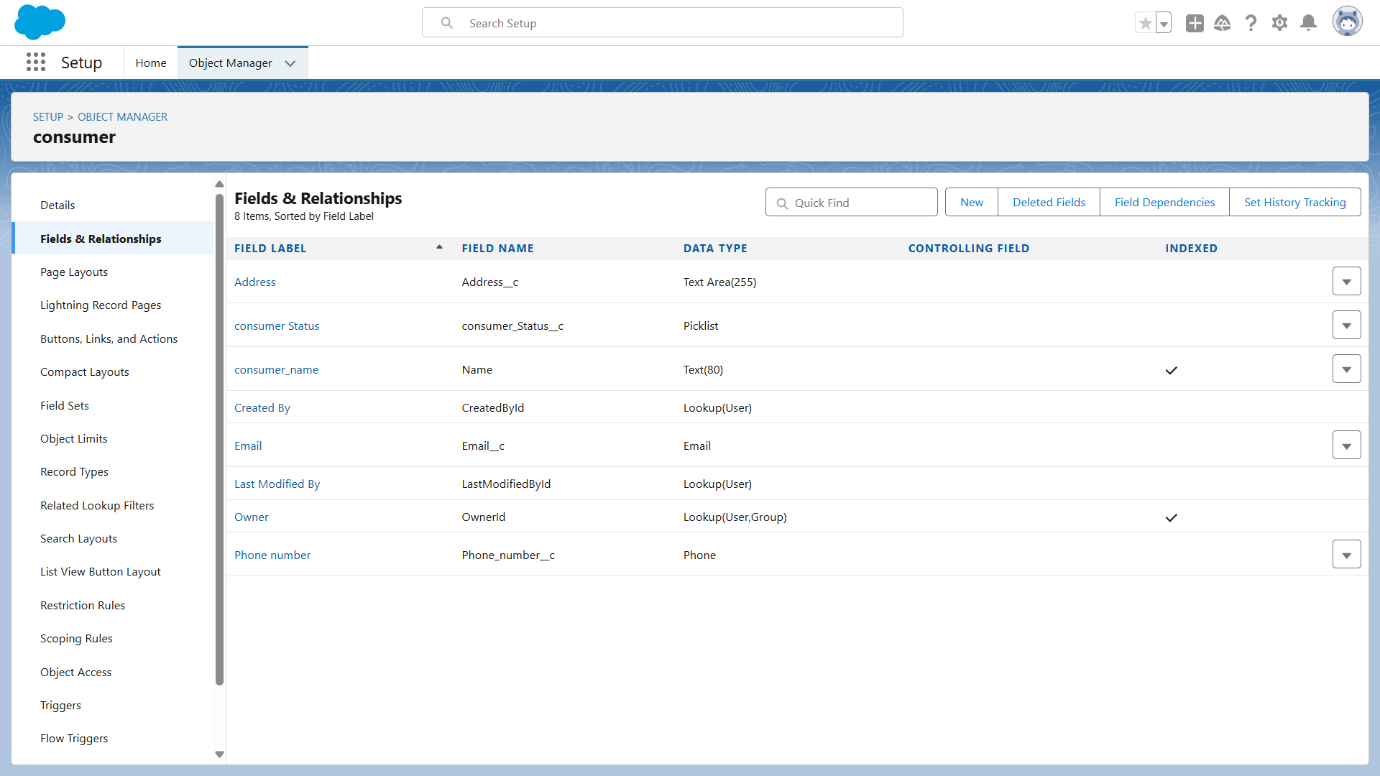 Search Setup
Setup
Home
Object Manager
SETUP > OBJECT MANAGER
consumer
Details
Fields & Relationships
Page Layouts
Lightning Record Pages
Buttons, Links, and Actions
Compact Layouts
Field Sets
Object Limits
Record Types
Related Lookup Filters
Search Layouts
List View Button Layout
Restriction Rules
Scoping Rules
Object Access
Triggers
Flow Triggers
Fields & Relationships
8 Items, Sorted by Field Label
Quick Find
New
Deleted Fields
Field Dependencies
Set History Tracking
FIELD LABEL FIELD NAME DATA TYPE CONTROLLING FIELD INDEXED
Address Address__c Text Area(255)
consumer Status consumer_Status__c Picklist
consumer_name Name Text(80) ✓
Created By CreatedById Lookup(User)
Email Email__c Email
Last Modified By LastModifiedById Lookup(User)
Owner OwnerId Lookup(User,Group) ✓
Phone number Phone_number__c Phone